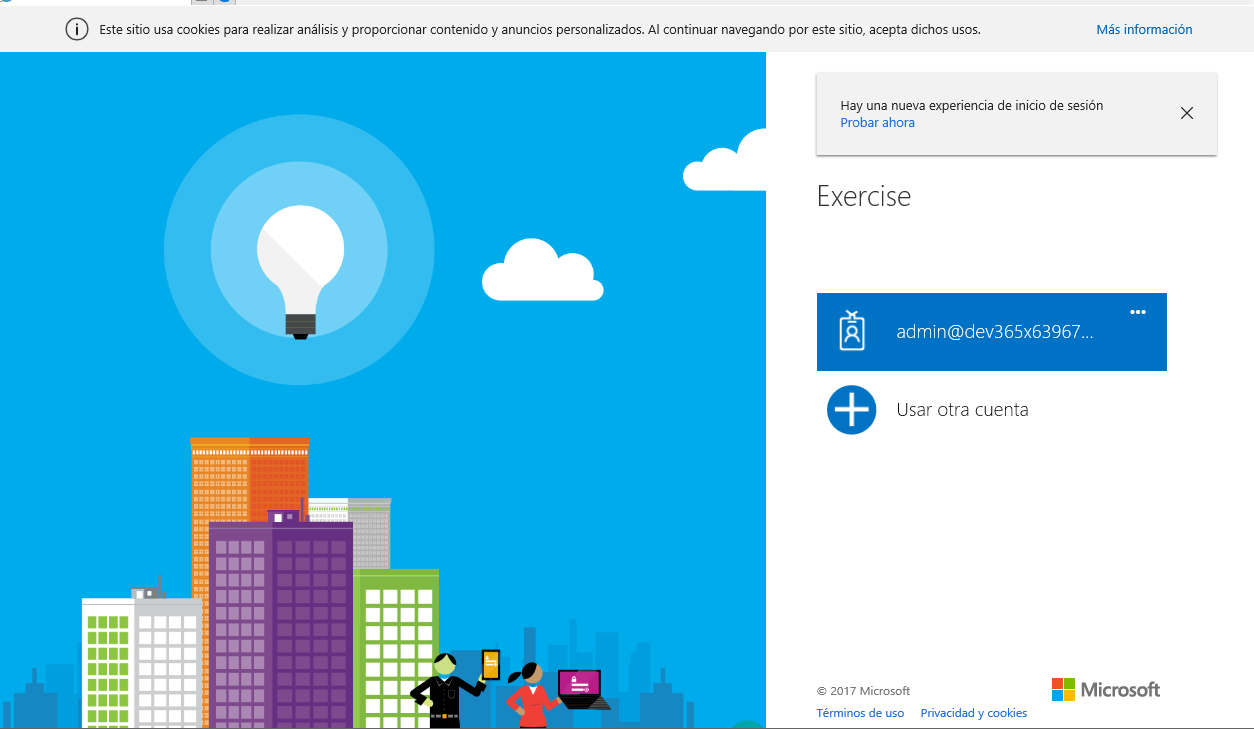 Este sitio usa cookies para realizar análisis y proporcionar contenido y anuncios personalizados. Al continuar navegando por este sitio, acepta dichos usos.
Más información
Hay una nueva experiencia de inicio de sesión
Probar ahora
Exercise
admin@dev365x63967...
Usar otra cuenta
© 2017 Microsoft
Microsoft
Términos de uso
Privacidad y cookies